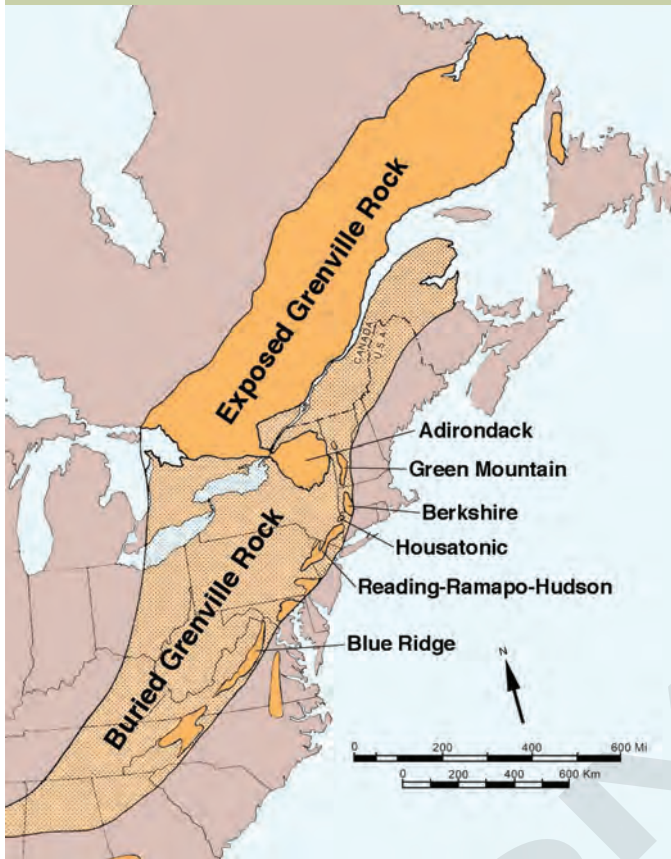 Exposed Grenville Rock
CANADA
U.S.A.
Adirondack
Green Mountain
Berkshire
Housatonic
Reading-Ramapo-Hudson
Blue Ridge
Buried Grenville Rock
N
0 200 400 600 Mi
0 200 400 600 Km